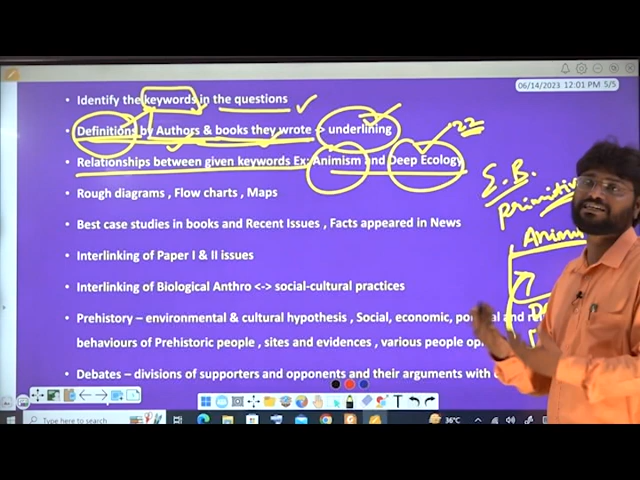 06/14/2023 12:01 PM 5/5
• Identify the keywords in the questions
• Definitions by Authors & books they wrote -> underlining
22
• Relationships between given keywords Ex: Animism and Deep Ecology
E.B.
Primitive
• Rough diagrams , Flow charts , Maps
• Best case studies in books and Recent Issues , Facts appeared in News
• Interlinking of Paper I & II issues
• Interlinking of Biological Anthro <-> social-cultural practices
• Prehistory – environmental & cultural hypothesis , Social, economic, and
behaviours of Prehistoric people , sites and evidences , various people
• Debates – divisions of supporters and opponents and their arguments with
Type here to search
36°C